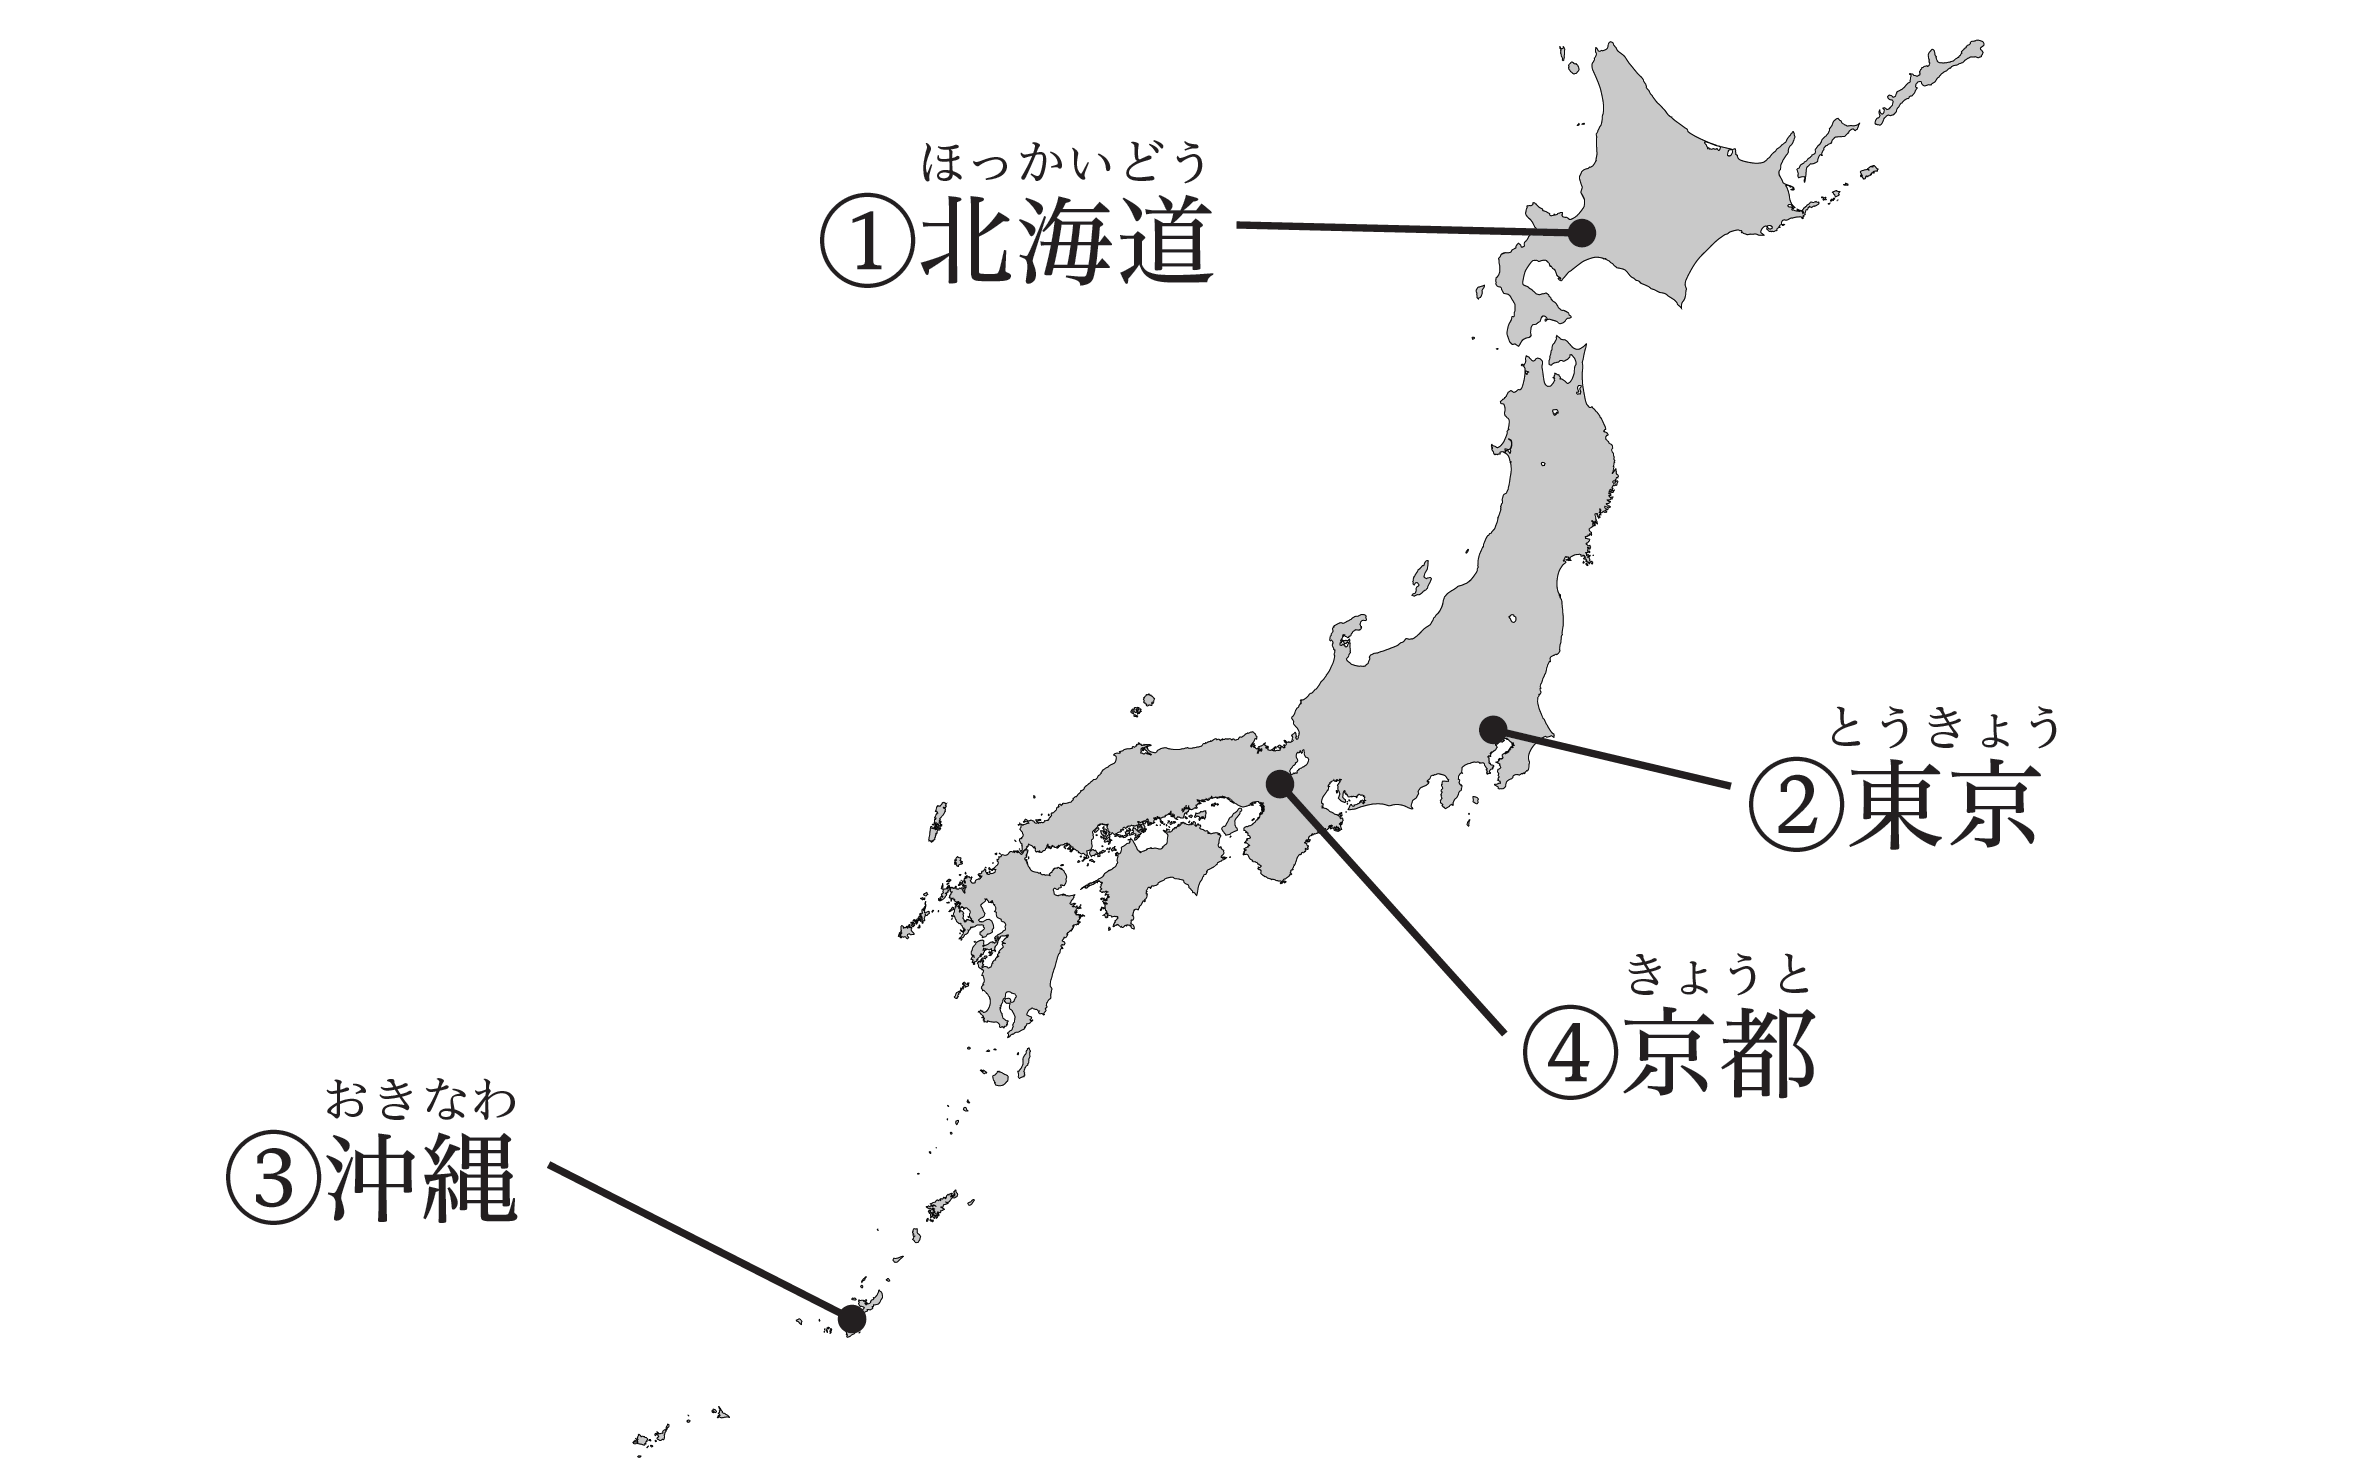 ほっかいどう
①北海道
とうきょう
②東京
きょうと
④京都
おきなわ
③沖縄